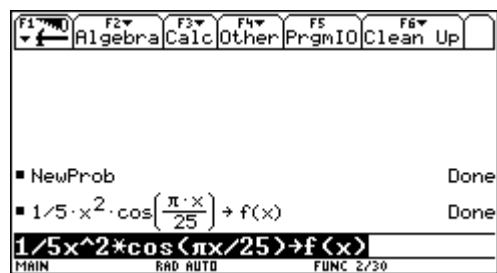 F1 F2 F3 F4 F5 F6
Algebra Calc Other PrgmIO Clean Up
▪ NewProb Done
▪ 1/5·x^2·cos(π·x/25) → f(x) Done
1/5x^2*cos(πx/25)→f(x)
MAIN RAD AUTO FUNC 2/30